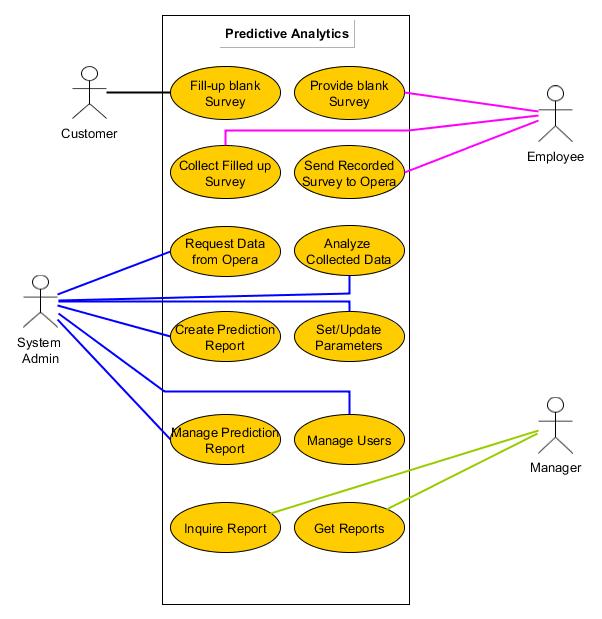 Predictive Analytics
Fill-up blank
Survey
Provide blank
Survey
Customer
Employee
Collect Filled up
Survey
Send Recorded
Survey to Opera
Request Data
from Opera
Analyze
Collected Data
System
Admin
Create Prediction
Report
Set/Update
Parameters
Manage Prediction
Report
Manage Users
Manager
Inquire Report
Get Reports